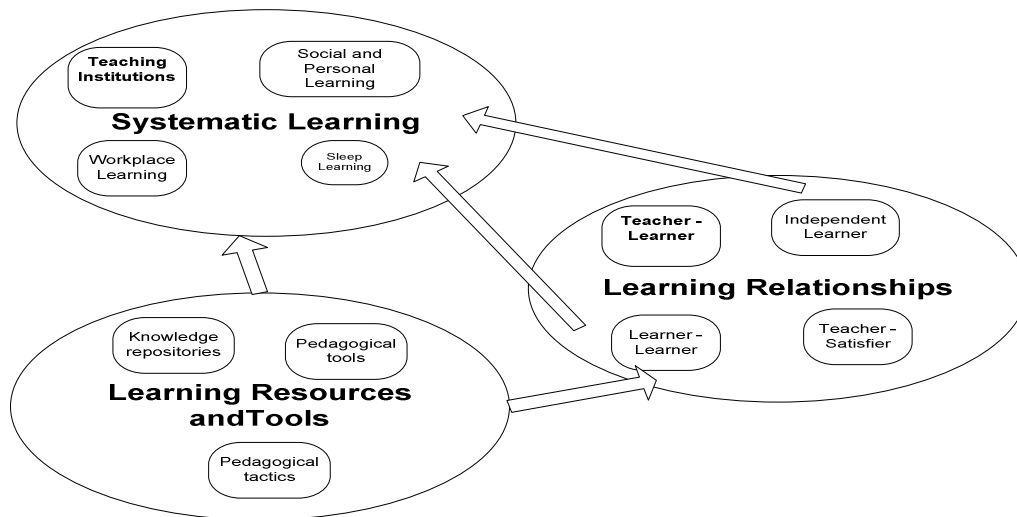 Teaching
Institutions
Social and
Personal
Learning
Systematic Learning
Workplace
Learning
Sleep
Learning
Teacher -
Learner
Independent
Learner
Learning Relationships
Learner -
Learner
Teacher -
Satisfier
Knowledge
repositories
Pedagogical
tools
Learning Resources
andTools
Pedagogical
tactics